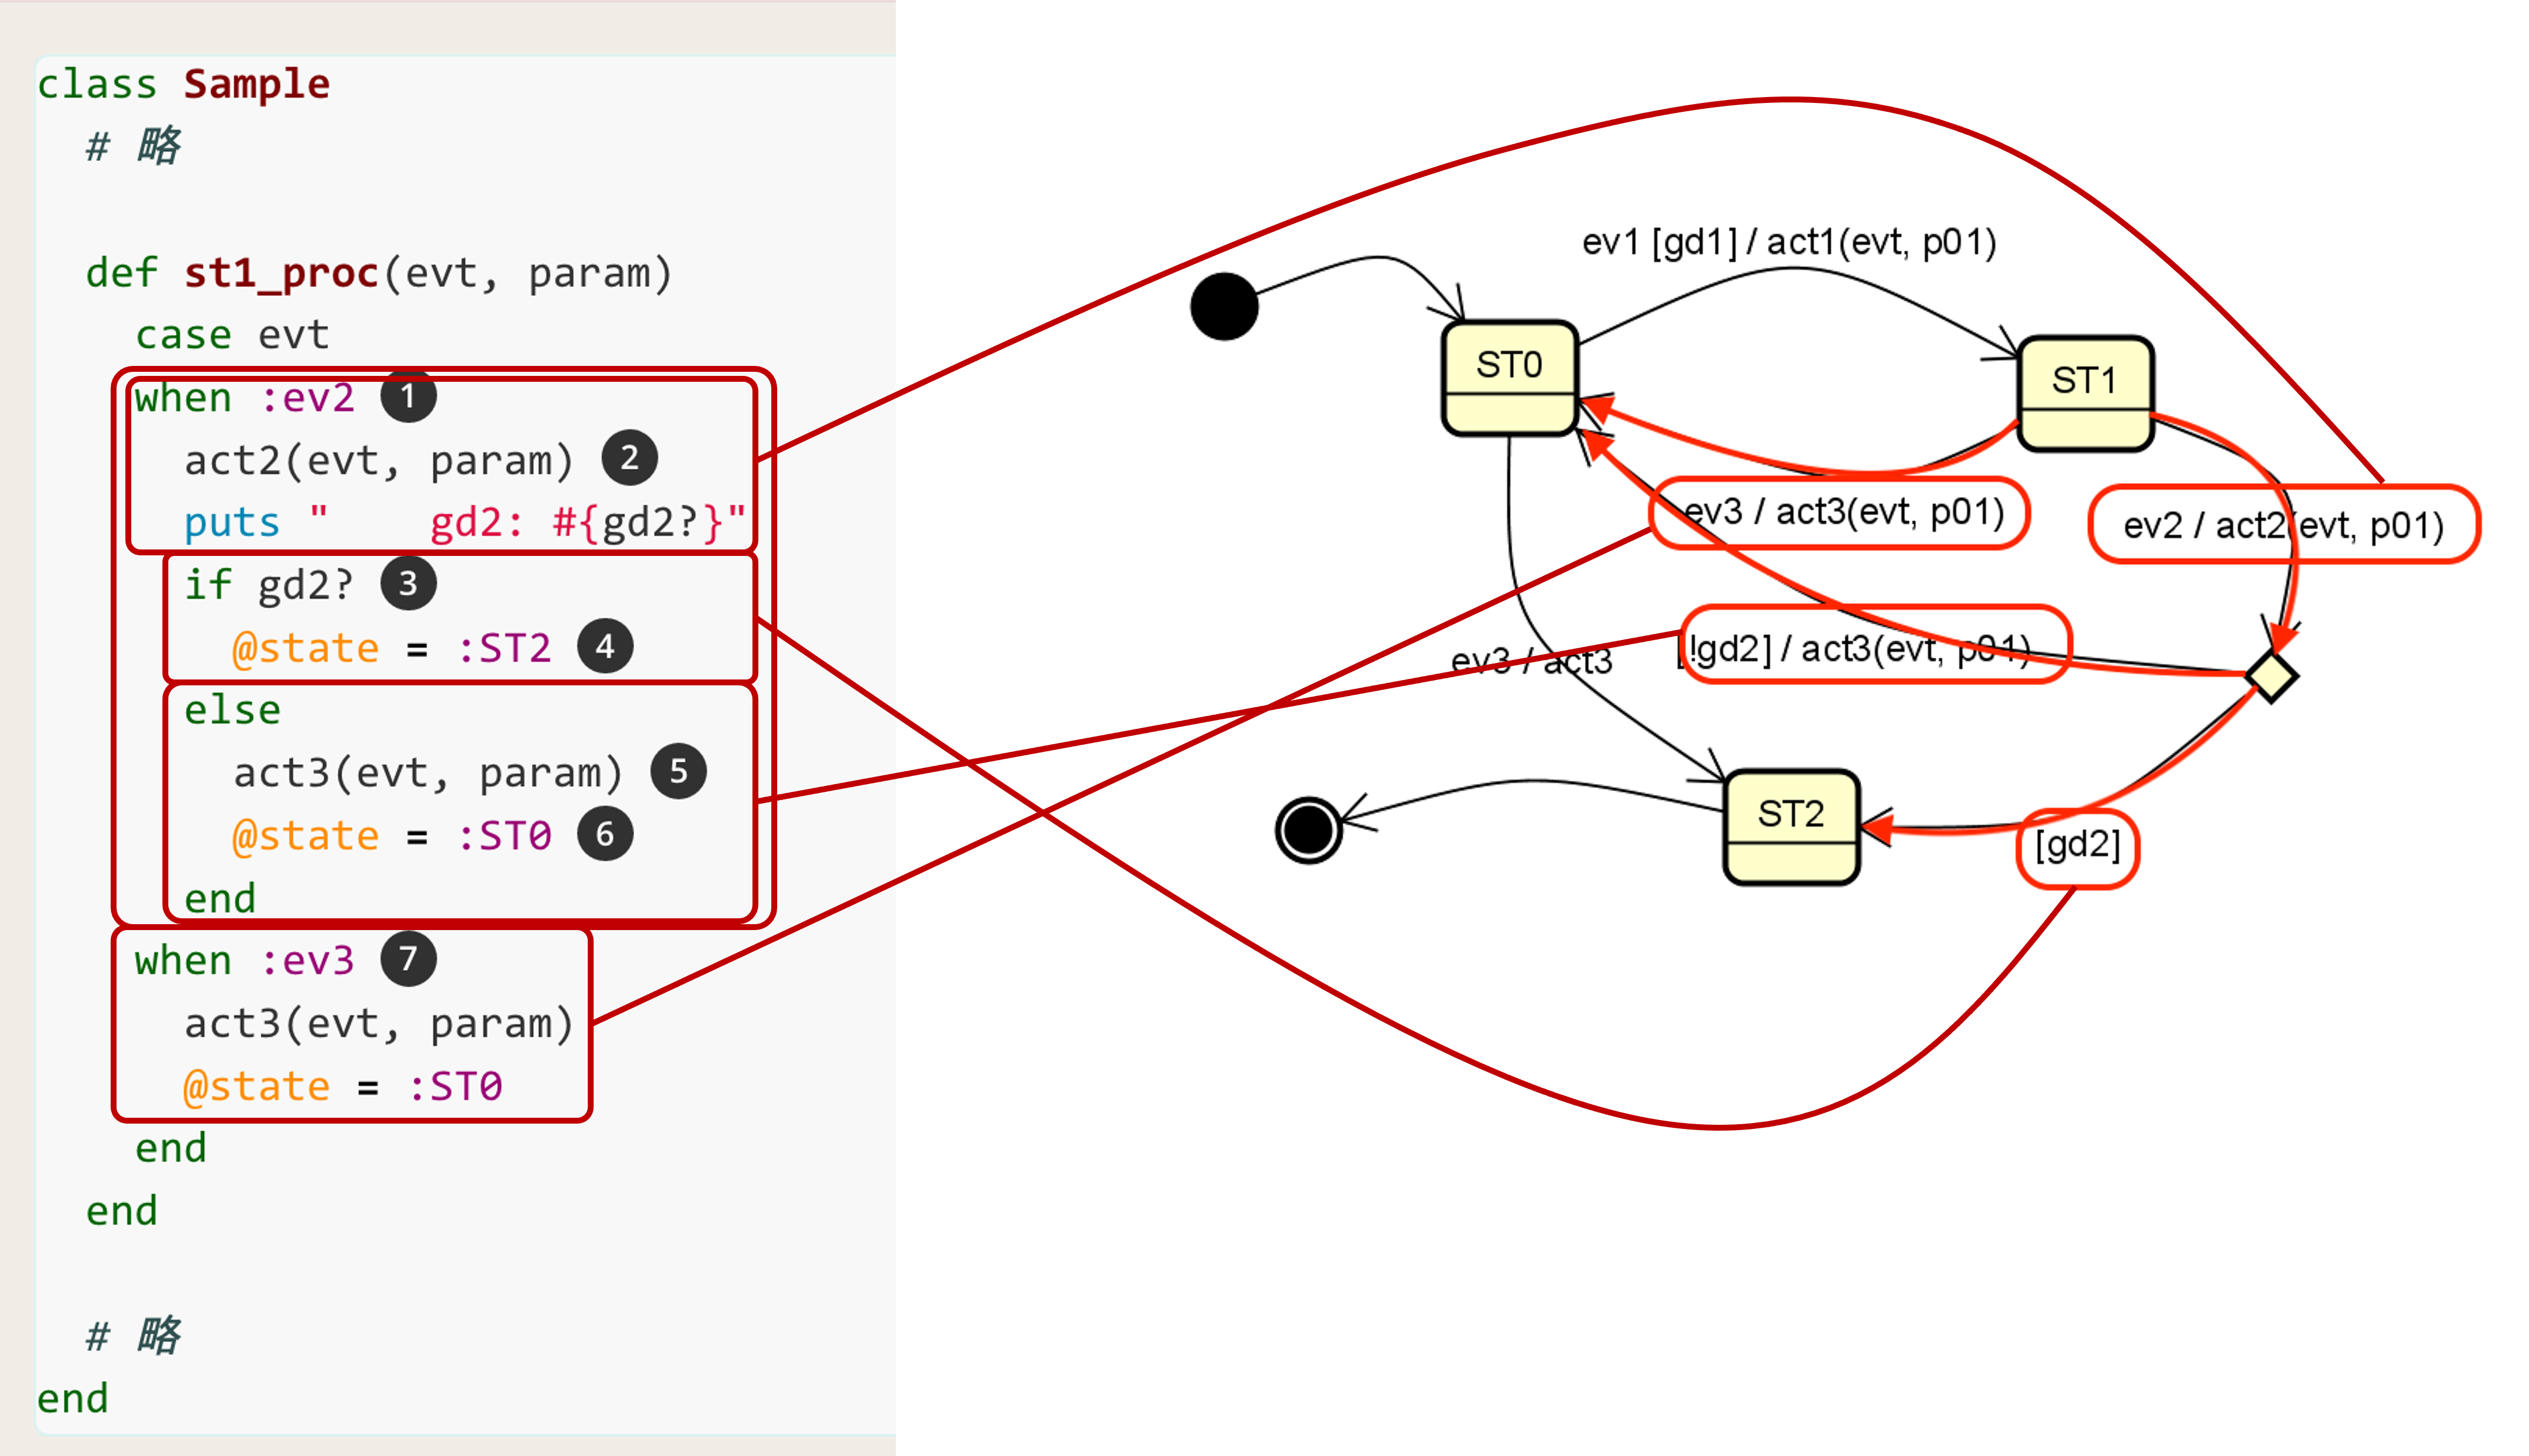 class Sample
# 略
def st1_proc(evt, param)
case evt
when :ev2 1
act2(evt, param) 2
puts "    gd2: #{gd2?}"
if gd2? 3
@state = :ST2 4
else
act3(evt, param) 5
@state = :ST0 6
end
when :ev3 7
act3(evt, param)
@state = :ST0
end
end
# 略
end
ev1 [gd1] / act1(evt, p01)
ST0
ST1
ev3 / act3(evt, p01)
ev2 / act2(evt, p01)
ev3 / act3
[!gd2] / act3(evt, p01)
ST2
[gd2]